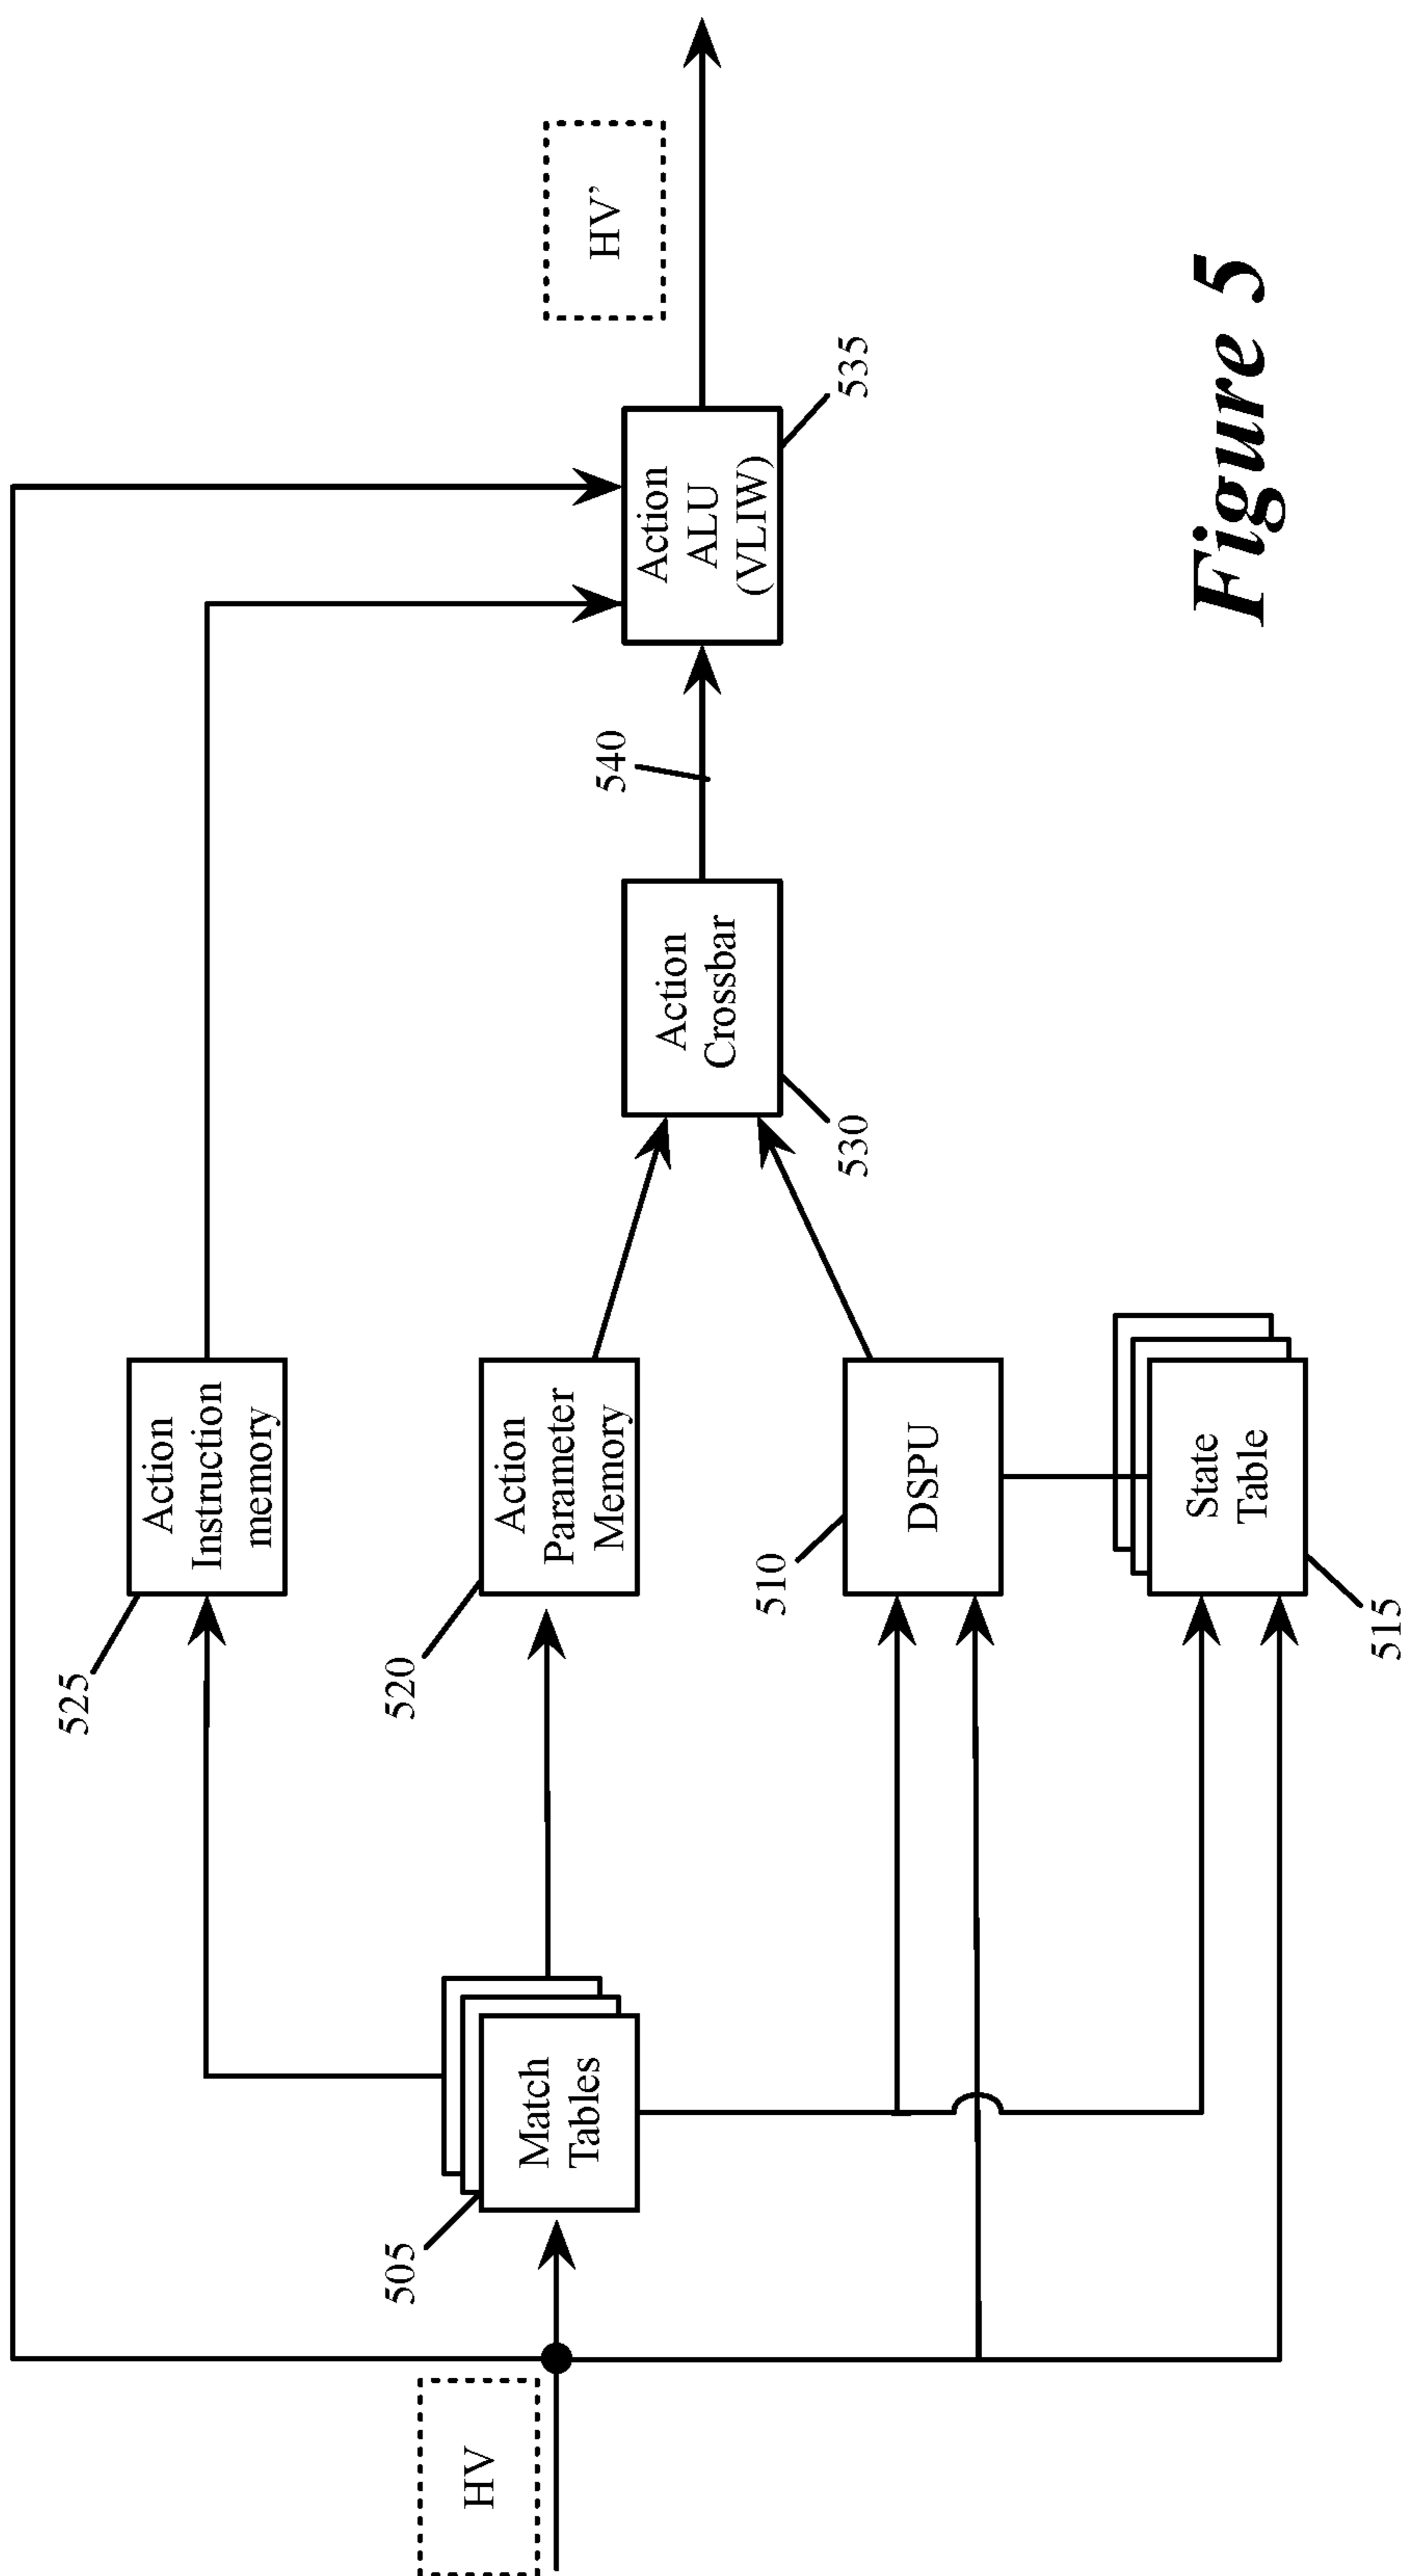 HV
505
Match
Tables
525
Action
Instruction
memory
520
Action
Parameter
Memory
510
DSPU
State
Table
515
Action
Crossbar
530
540
Action
ALU
(VLIW)
535
HV’
Figure 5